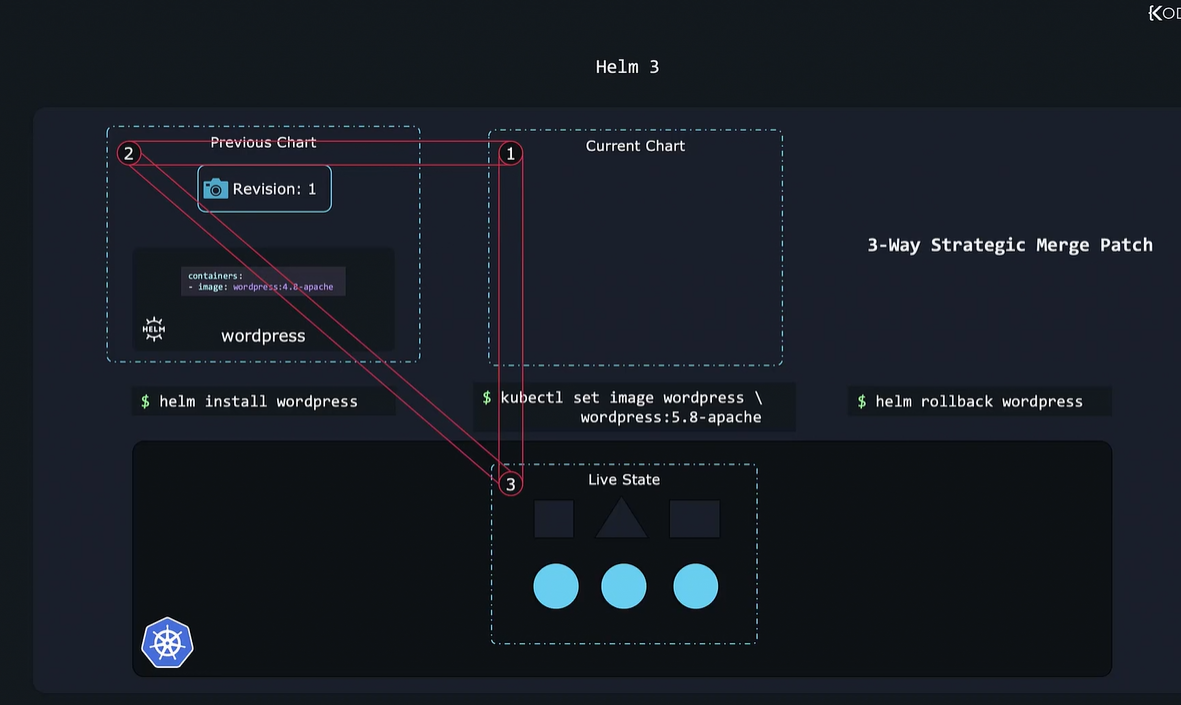 Helm 3
Previous Chart
2
1
Current Chart
Revision: 1
3-Way Strategic Merge Patch
containers:
- image: wordpress:4.8-apache
HELM
wordpress
$ helm install wordpress
$ kubectl set image wordpress \
wordpress:5.8-apache
$ helm rollback wordpress
Live State
3